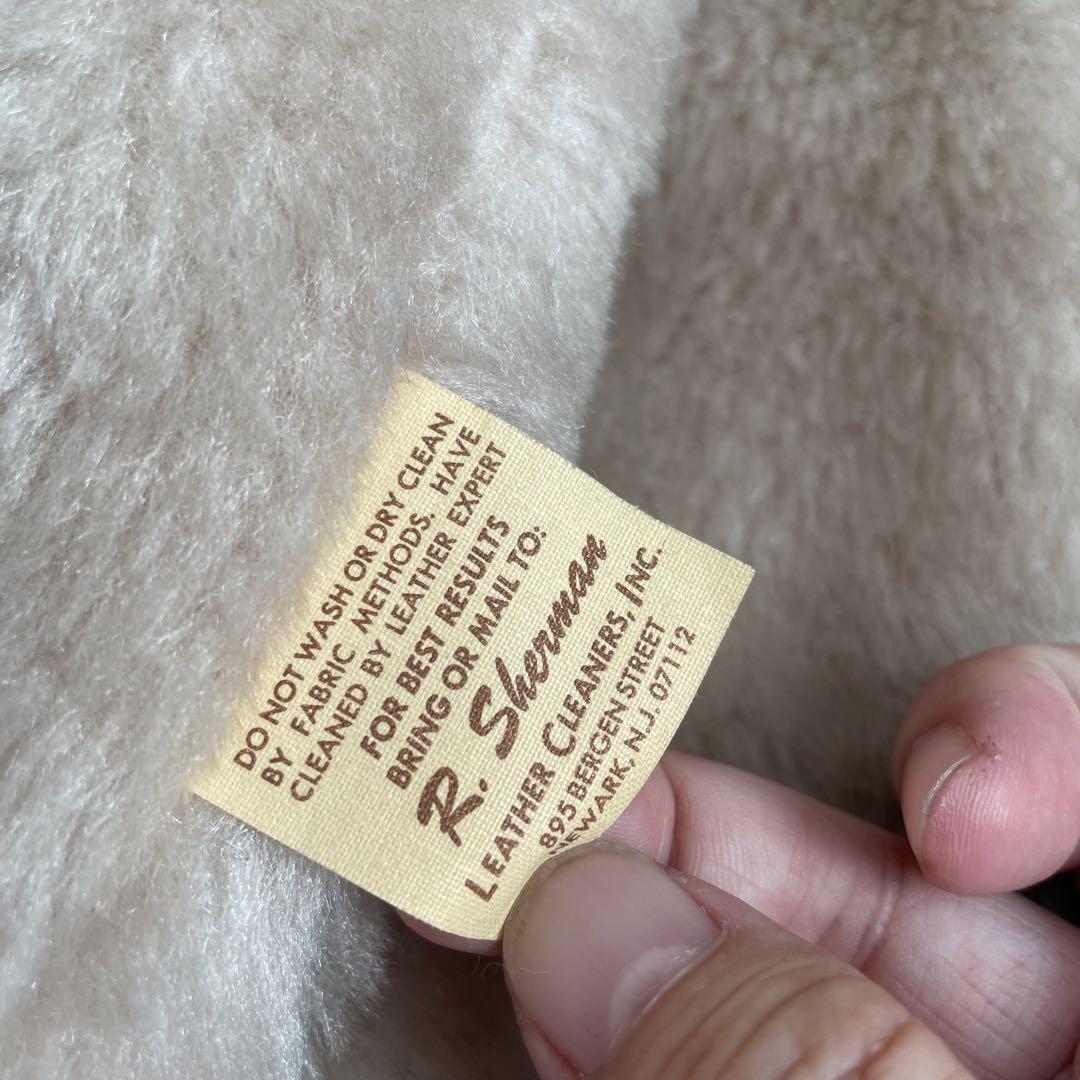 DO NOT WASH OR DRY CLEAN
BY FABRIC METHODS. HAVE
CLEANED BY LEATHER EXPERT
FOR BEST RESULTS
BRING OR MAIL TO:
R. Sherman
LEATHER CLEANERS, INC.
895 BERGEN STREET
NEWARK, N.J. 07112